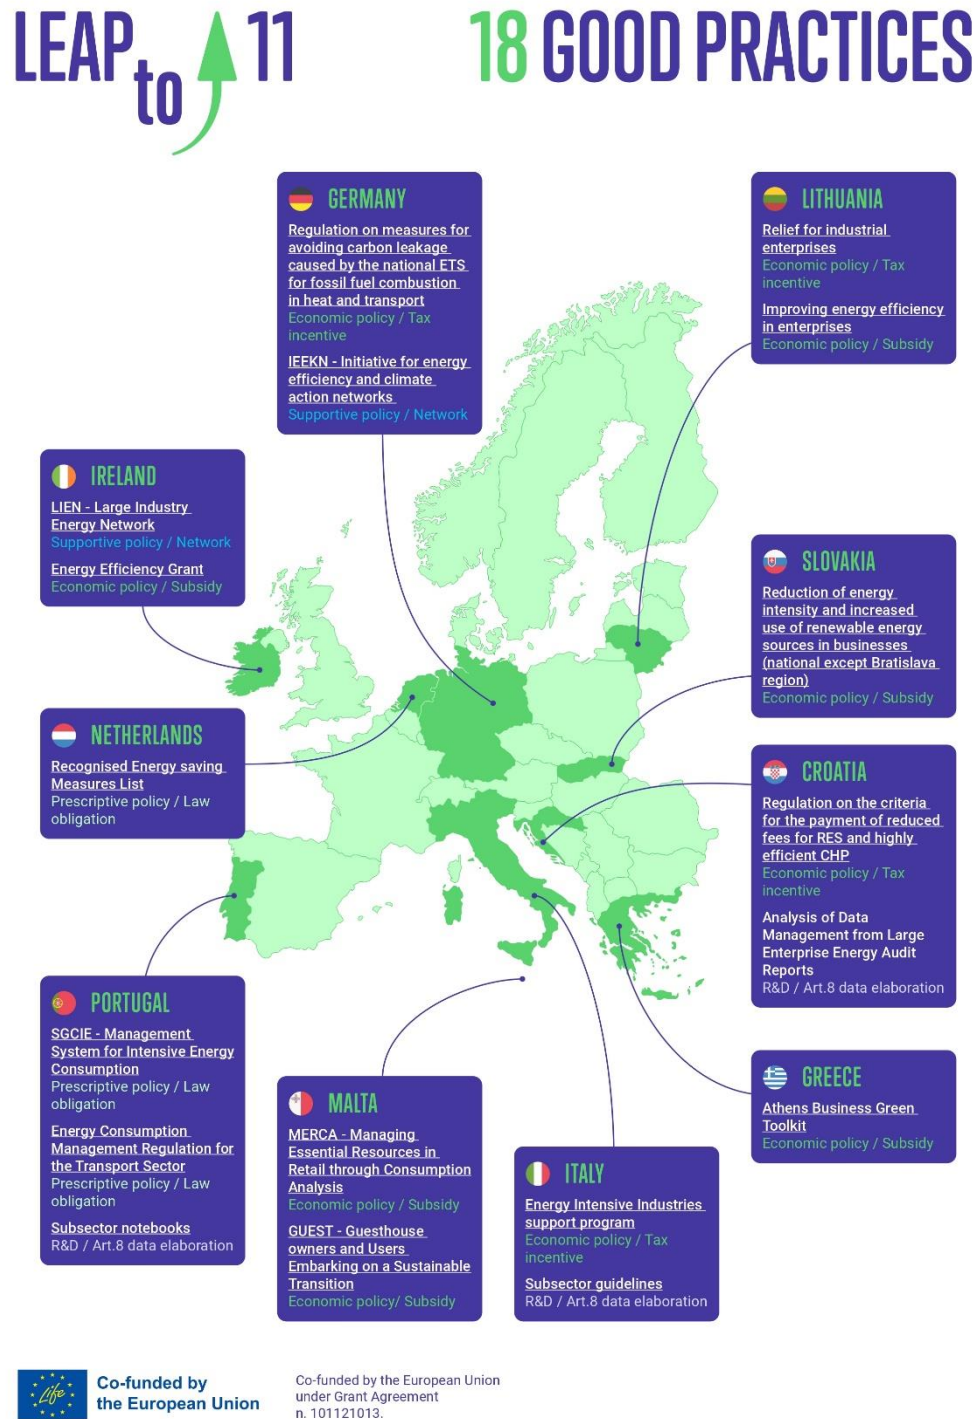 LEAP to 11
18 GOOD PRACTICES
GERMANY
Regulation on measures for
avoiding carbon leakage
caused by the national ETS
for fossil fuel combustion
in heat and transport
Economic policy / Tax
incentive
IEEKN - Initiative for energy
efficiency and climate
action networks
Supportive policy / Network
LITHUANIA
Relief for industrial
enterprises
Economic policy / Tax
incentive
Improving energy efficiency
in enterprises
Economic policy / Subsidy
IRELAND
LIEN - Large Industry
Energy Network
Supportive policy / Network
Energy Efficiency Grant
Economic policy / Subsidy
SLOVAKIA
Reduction of energy
intensity and increased
use of renewable energy
sources in businesses
(national except Bratislava
region)
Economic policy / Subsidy
NETHERLANDS
Recognised Energy saving
Measures List
Prescriptive policy / Law
obligation
CROATIA
Regulation on the criteria
for the payment of reduced
fees for RES and highly
efficient CHP
Economic policy / Tax
incentive
Analysis of Data
Management from Large
Enterprise Energy Audit
Reports
R&D / Art.8 data elaboration
PORTUGAL
SGCIE - Management
System for Intensive Energy
Consumption
Prescriptive policy / Law
obligation
Energy Consumption
Management Regulation for
the Transport Sector
Prescriptive policy / Law
obligation
Subsector notebooks
R&D / Art.8 data elaboration
MALTA
MERCA - Managing
Essential Resources in
Retail through Consumption
Analysis
Economic policy / Subsidy
GUEST - Guesthouse
owners and Users
Embarking on a Sustainable
Transition
Economic policy/ Subsidy
ITALY
Energy Intensive Industries
support program
Economic policy / Tax
incentive
Subsector guidelines
R&D / Art.8 data elaboration
GREECE
Athens Business Green
Toolkit
Economic policy / Subsidy
Life
Co-funded by
the European Union
Co-funded by the European Union
under Grant Agreement
n. 101121013.